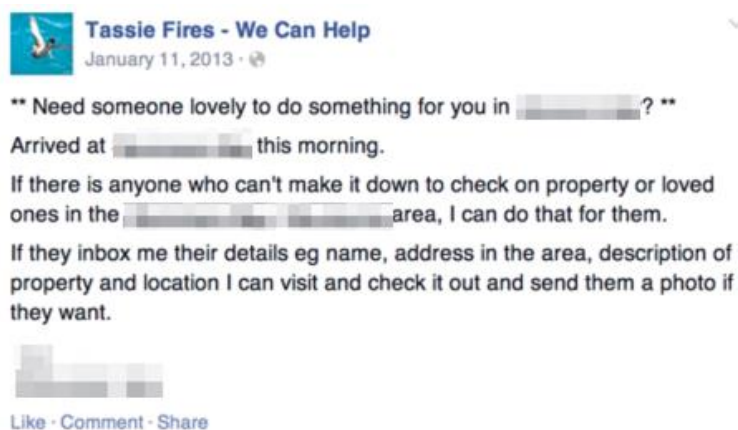 Tassie Fires - We Can Help
January 11, 2013 ·
** Need someone lovely to do something for you in ? **
Arrived at this morning.
If there is anyone who can't make it down to check on property or loved
ones in the area, I can do that for them.
If they inbox me their details eg name, address in the area, description of
property and location I can visit and check it out and send them a photo if
they want.
Like · Comment · Share